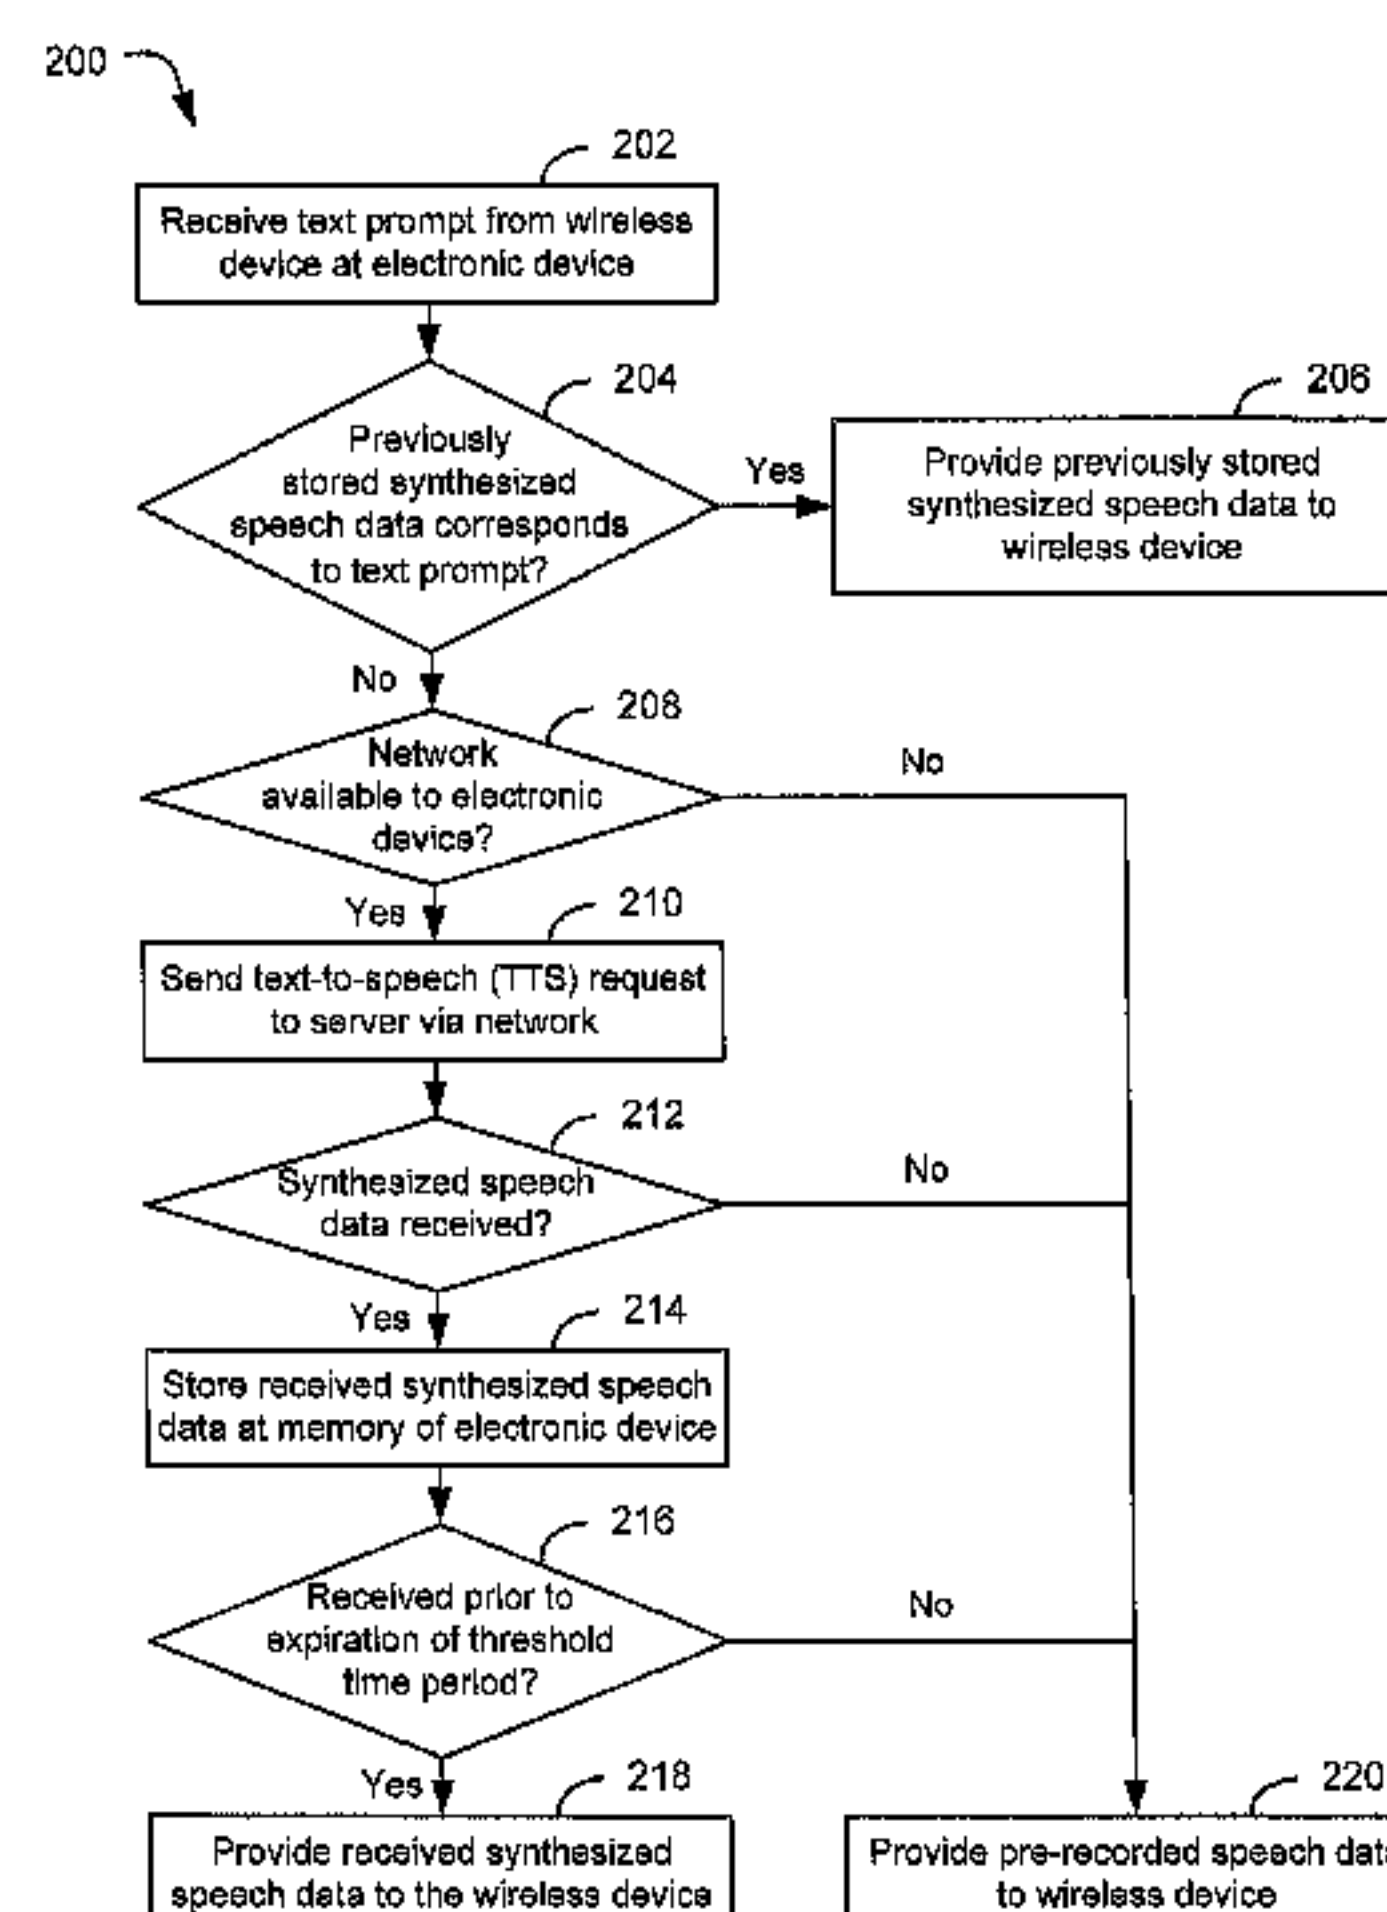 200
202
Receive text prompt from wireless
device at electronic device
204
Previously
stored synthesized
speech data corresponds
to text prompt?
Yes
206
Provide previously stored
synthesized speech data to
wireless device
No
208
Network
available to electronic
device?
No
Yes
210
Send text-to-speech (TTS) request
to server via network
212
Synthesized speech
data received?
No
Yes
214
Store received synthesized speech
data at memory of electronic device
216
Received prior to
expiration of threshold
time period?
No
Yes
218
Provide received synthesized
speech data to the wireless device
220
Provide pre-recorded speech data
to wireless device